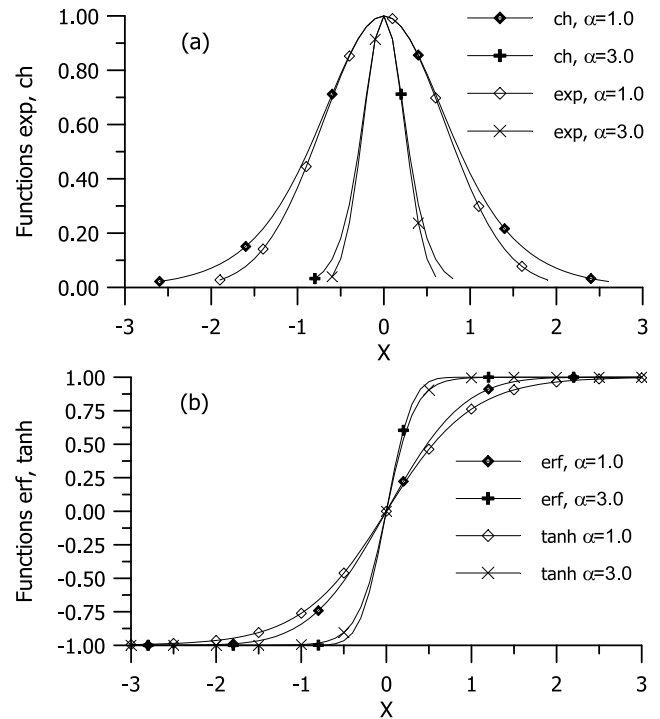 (a)
ch, α=1.0
ch, α=3.0
exp, α=1.0
exp, α=3.0
Functions exp, ch
1.00
0.80
0.60
0.40
0.20
0.00
-3 -2 -1 0 1 2 3
X
(b)
erf, α=1.0
erf, α=3.0
tanh α=1.0
tanh α=3.0
Functions erf, tanh
1.00
0.75
0.50
0.25
0.00
-0.25
-0.50
-0.75
-1.00
-3 -2 -1 0 1 2 3
X